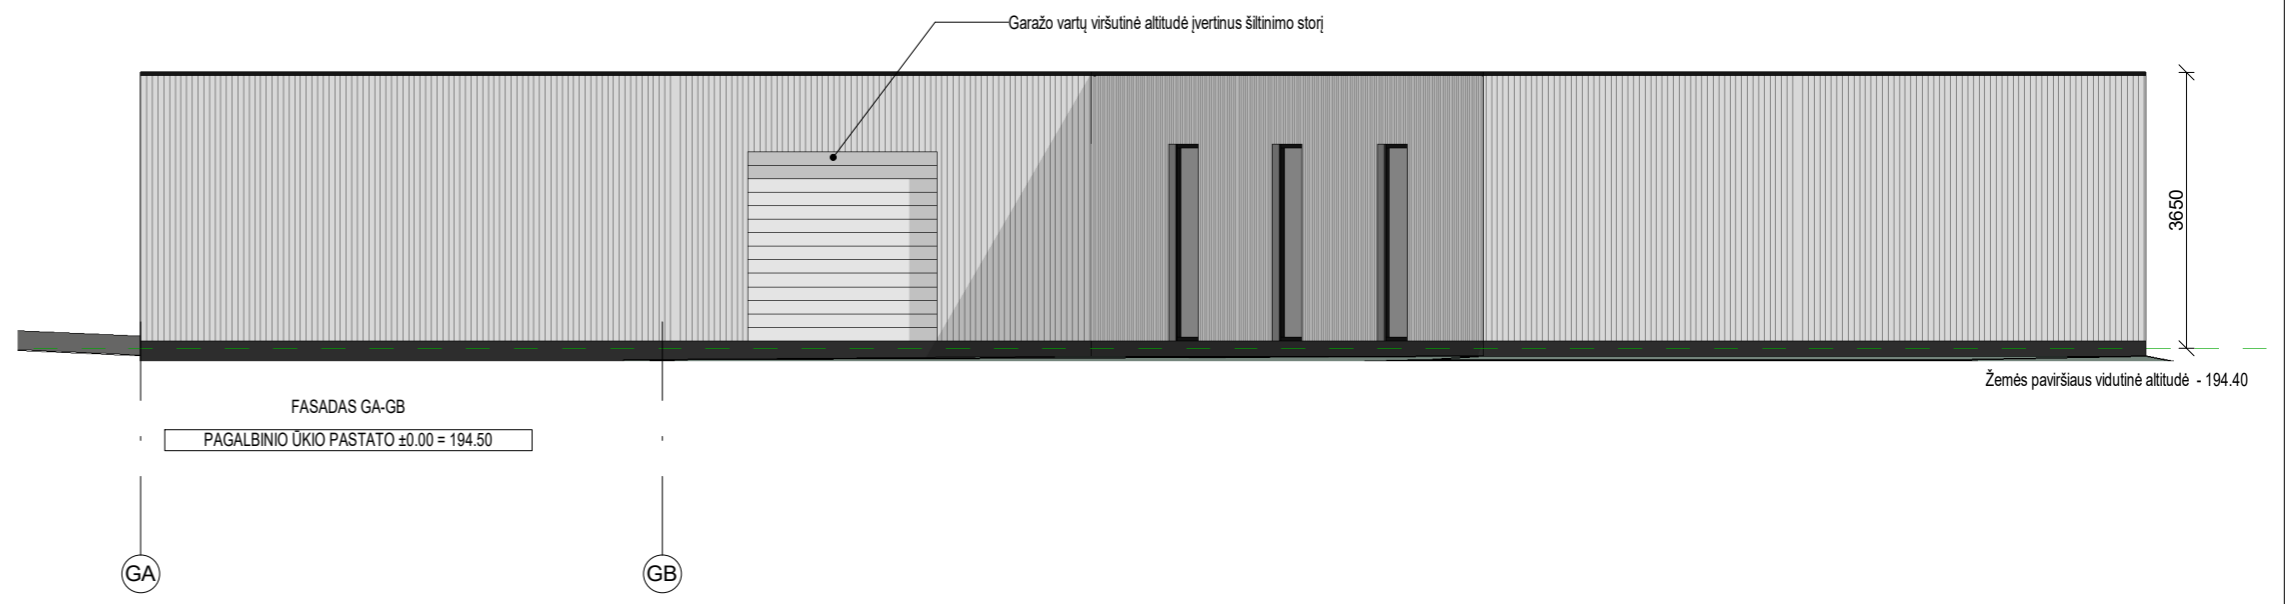 Garažo vartų viršutinė altitudė įvertinus šiltinimo storį
3650
Žemės paviršiaus vidutinė altitudė - 194.40
FASADAS GA-GB
PAGALBINIO ŪKIO PASTATO ±0.00 = 194.50
GA
GB